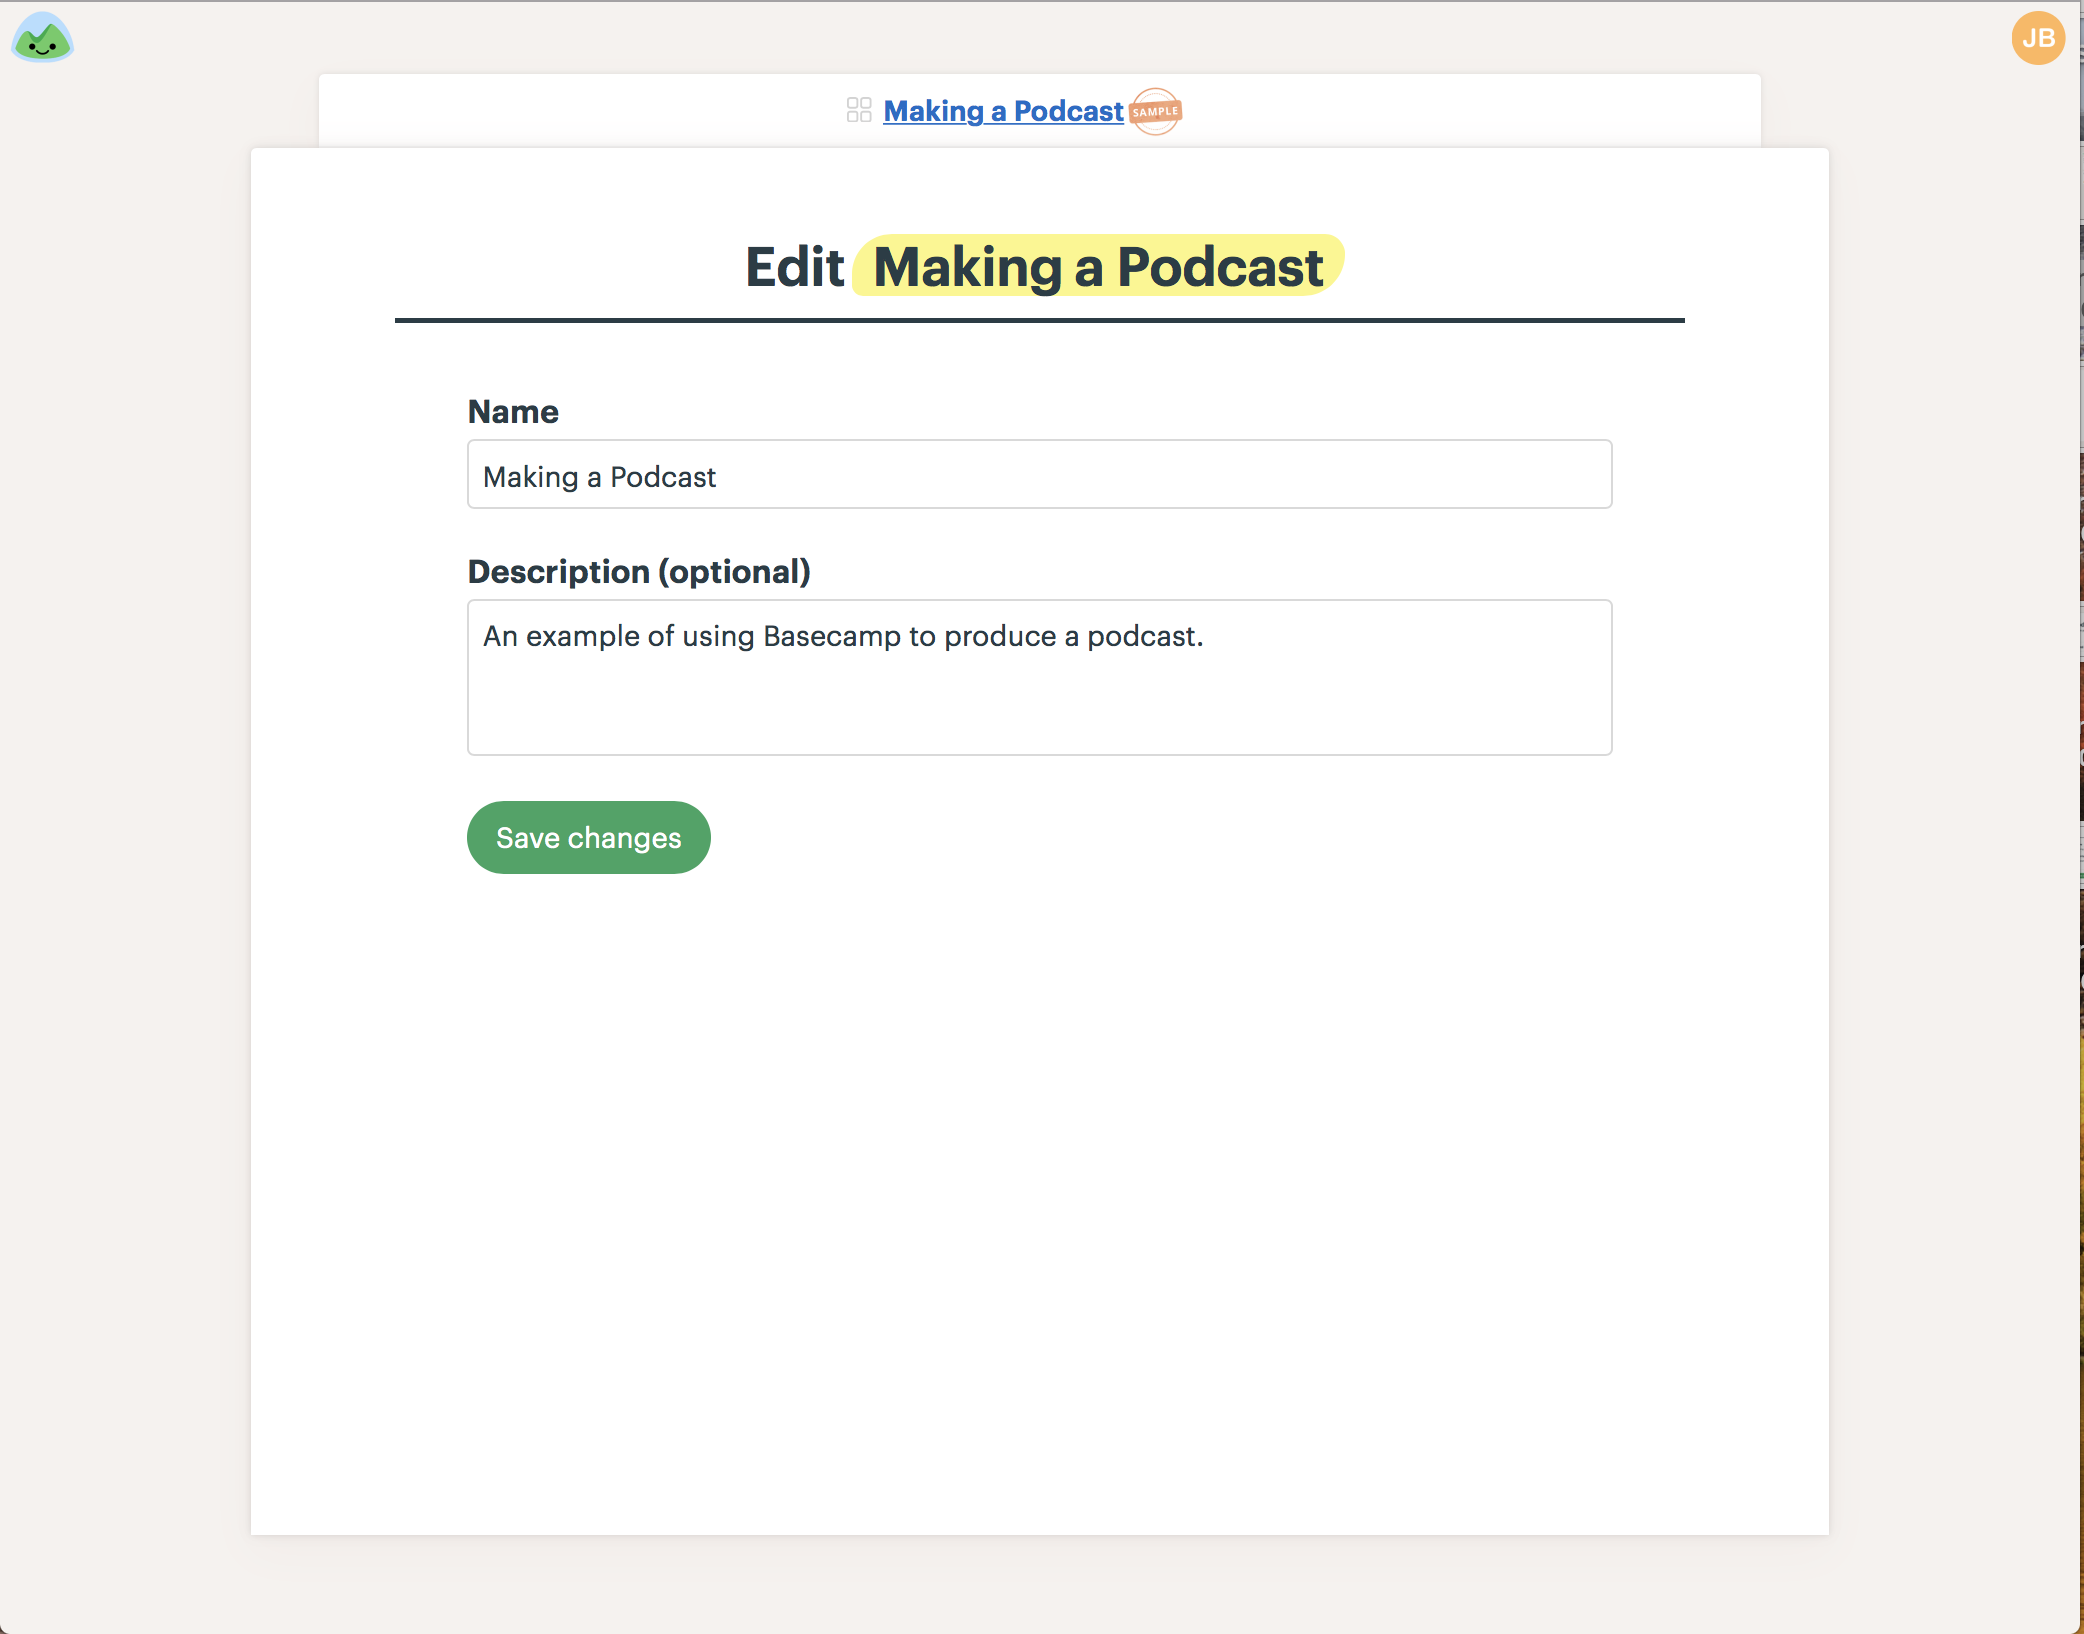 JB
Making a Podcast SAMPLE
Edit Making a Podcast
Name
Making a Podcast
Description (optional)
An example of using Basecamp to produce a podcast.
Save changes